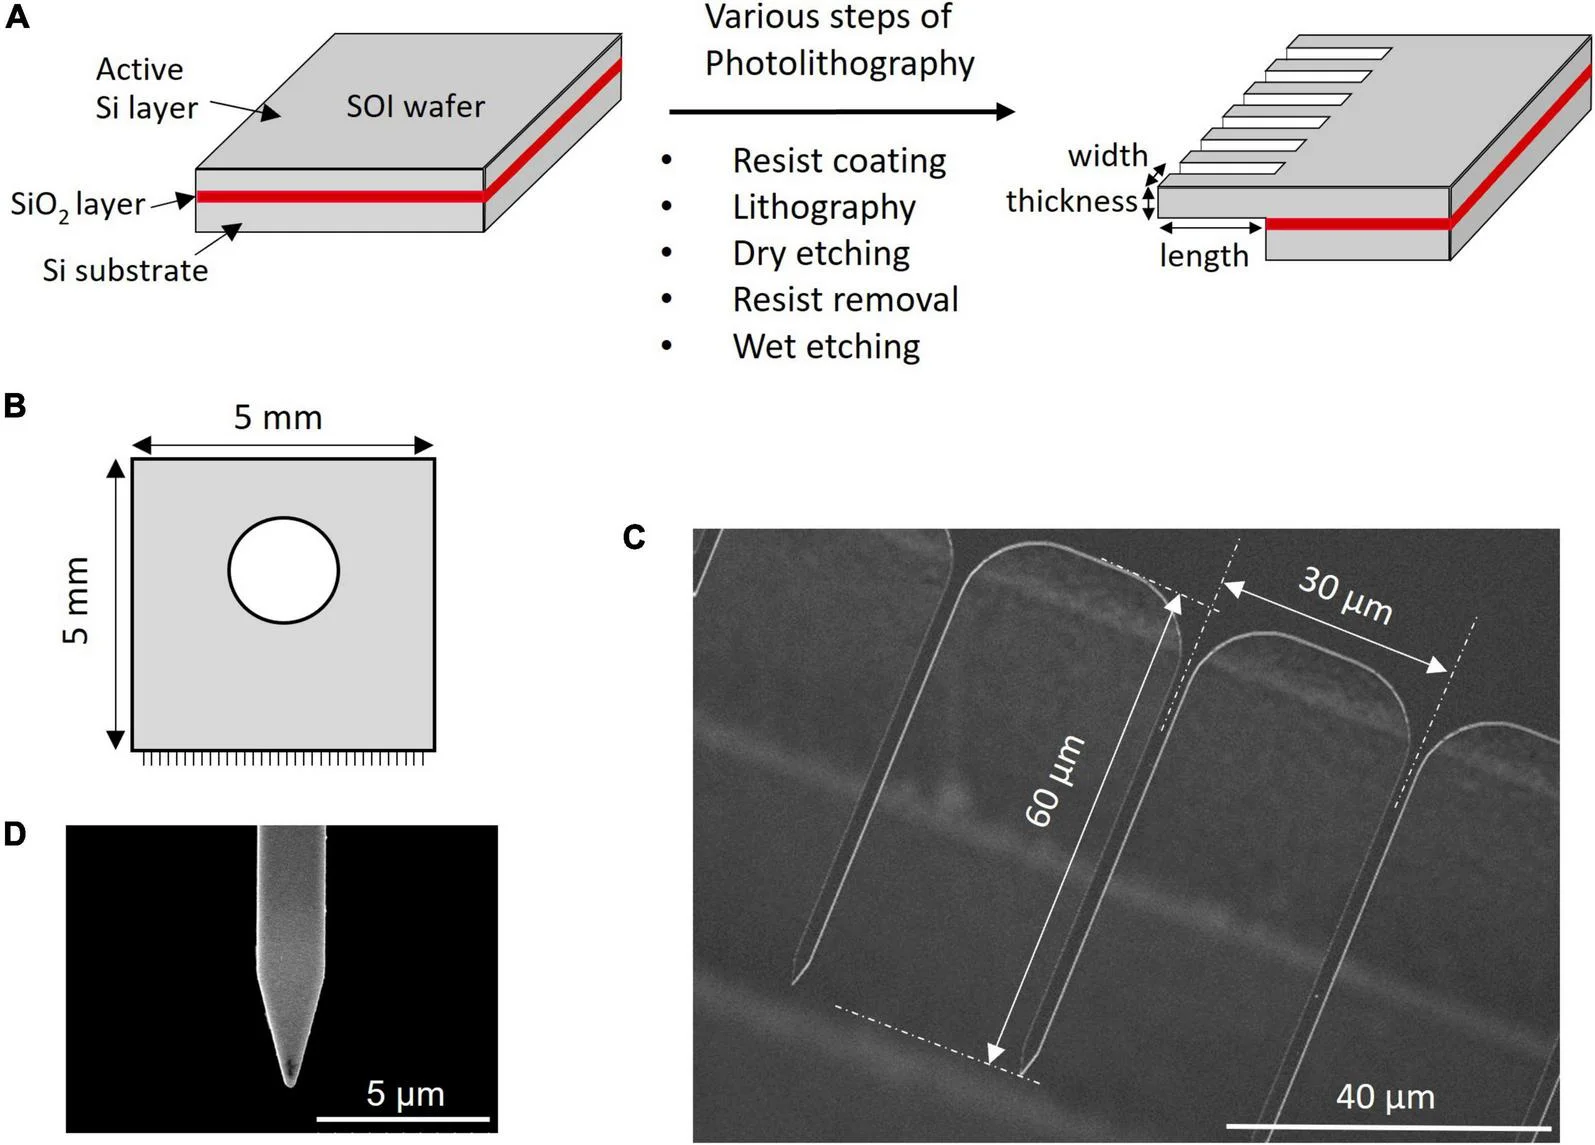 A
Active
Si layer
SOI wafer
SiO2 layer
Si substrate
Various steps of
Photolithography
• Resist coating
• Lithography
• Dry etching
• Resist removal
• Wet etching
width
thickness
length
B
5 mm
5 mm
C
30 µm
60 µm
40 µm
D
5 µm